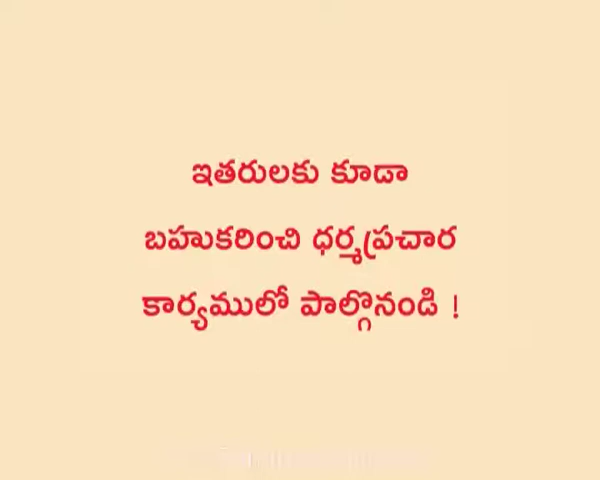 ఇతరులకు కూడా
బహుకరించి ధర్మప్రచార
కార్యములో పాల్గొనండి !